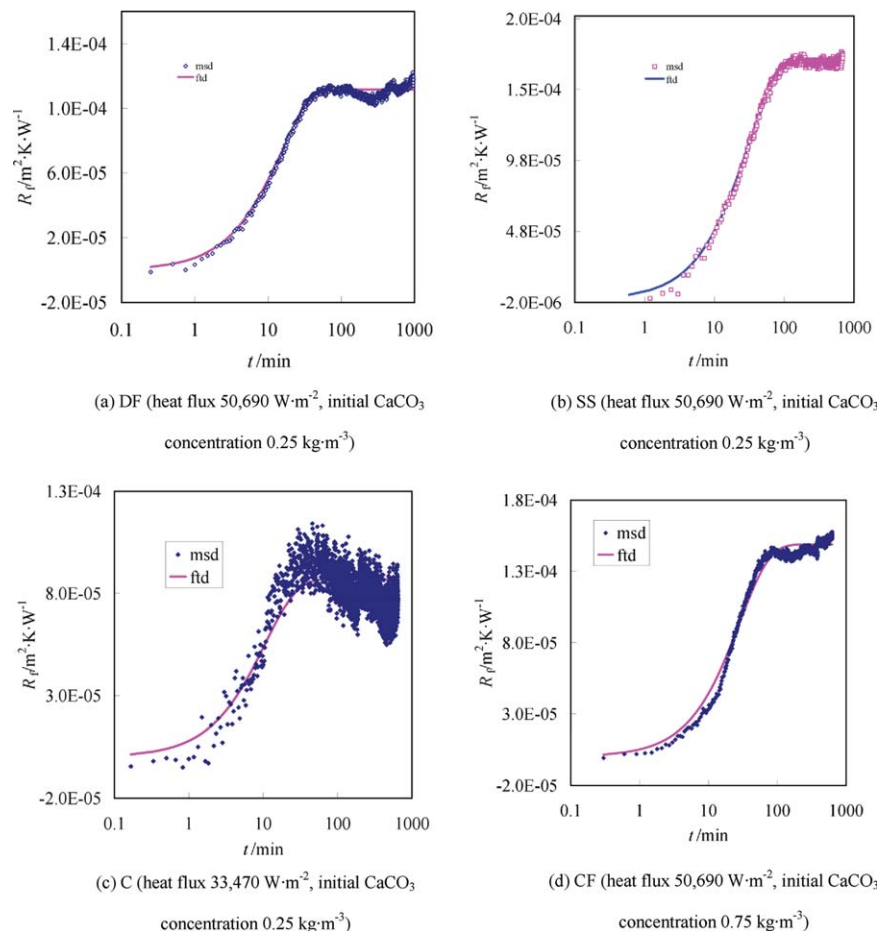 1.4E-04
1.0E-04
6.0E-05
2.0E-05
-2.0E-05
R_f/m²·K·W⁻¹
msd
ftd
0.1 1 10 100 1000
t/min
(a) DF (heat flux 50,690 W·m⁻², initial CaCO₃
concentration 0.25 kg·m⁻³)
2.0E-04
1.5E-04
9.8E-05
4.8E-05
-2.0E-06
R_f/m²·K·W⁻¹
msd
ftd
0.1 1 10 100 1000
t/min
(b) SS (heat flux 50,690 W·m⁻², initial CaCO₃
concentration 0.25 kg·m⁻³)
1.3E-04
8.0E-05
3.0E-05
-2.0E-05
R_f/m²·K·W⁻¹
msd
ftd
0.1 1 10 100 1000
t/min
(c) C (heat flux 33,470 W·m⁻², initial CaCO₃
concentration 0.25 kg·m⁻³)
1.8E-04
1.3E-04
8.0E-05
3.0E-05
-2.0E-05
R_f/m²·K·W⁻¹
msd
ftd
0.1 1 10 100 1000
t/min
(d) CF (heat flux 50,690 W·m⁻², initial CaCO₃
concentration 0.75 kg·m⁻³)